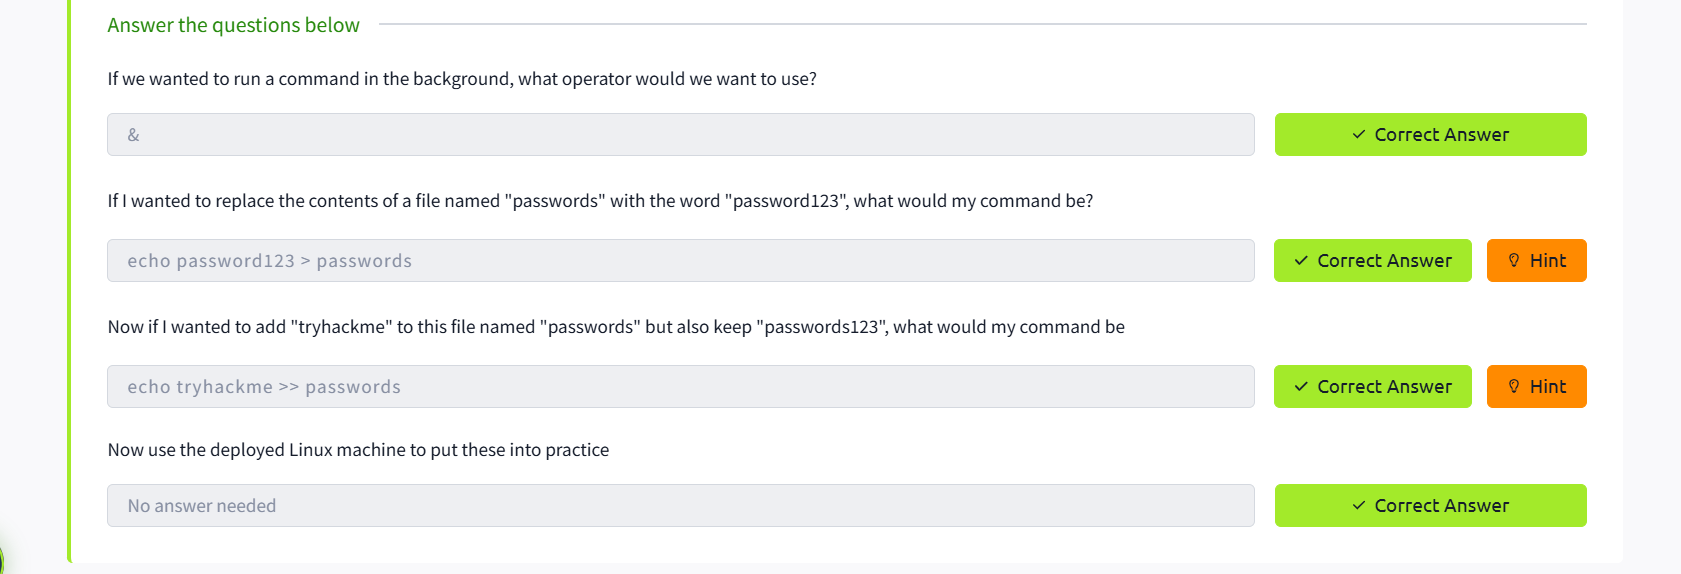 Answer the questions below
If we wanted to run a command in the background, what operator would we want to use?
&
Correct Answer
If I wanted to replace the contents of a file named "passwords" with the word "password123", what would my command be?
echo password123 > passwords
Correct Answer
Hint
Now if I wanted to add "tryhackme" to this file named "passwords" but also keep "passwords123", what would my command be
echo tryhackme >> passwords
Correct Answer
Hint
Now use the deployed Linux machine to put these into practice
No answer needed
Correct Answer